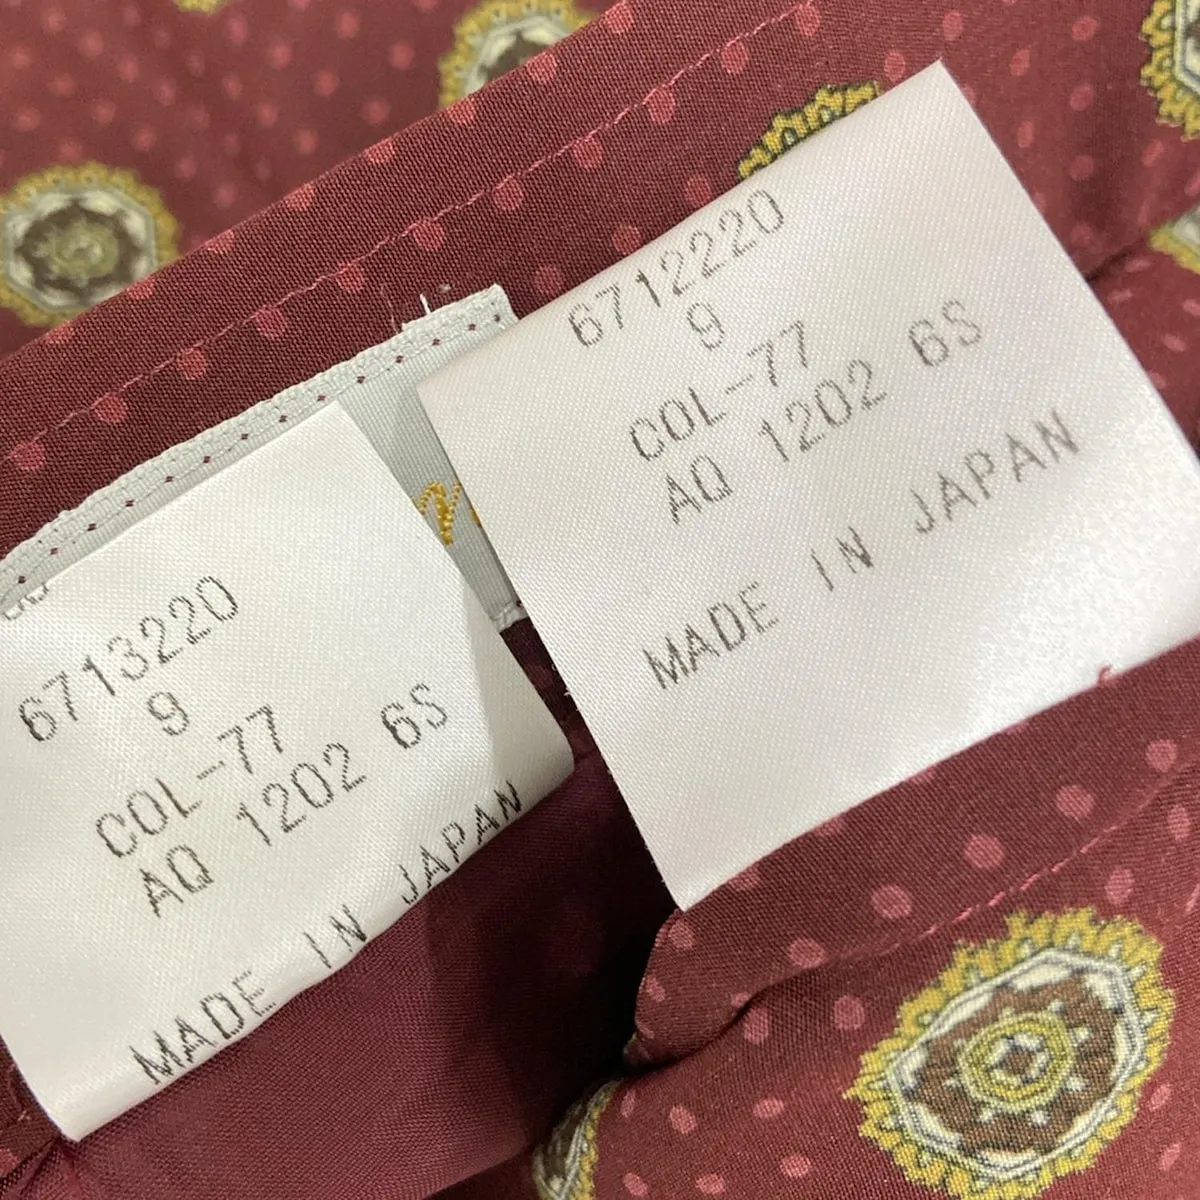 6713220
9
COL-77
AQ 1202 6S
MADE IN JAPAN
6712220
9
COL-77
AQ 1202 6S
MADE IN JAPAN